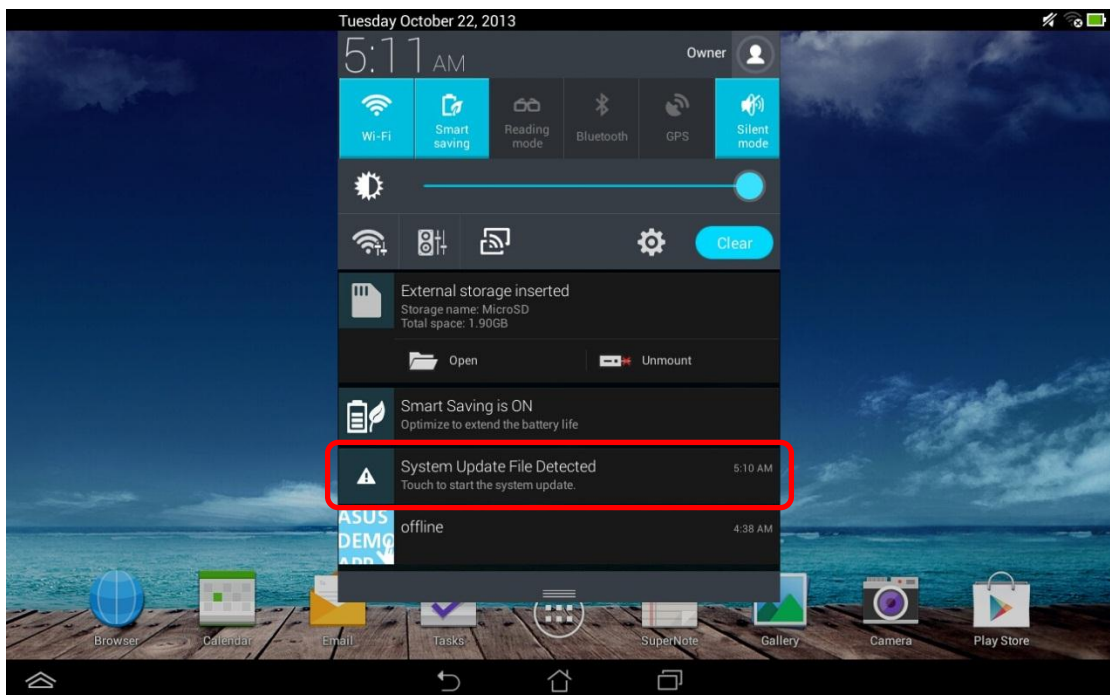 Tuesday October 22, 2013
5:11 AM
Owner
Wi-Fi
Smart saving
Reading mode
Bluetooth
GPS
Silent mode
Clear
External storage inserted
Storage name: MicroSD
Total space: 1.90GB
Open
Unmount
Smart Saving is ON
Optimize to extend the battery life
System Update File Detected
5:10 AM
Touch to start the system update.
ASUS
DEMO
APP
offline
4:38 AM
Browser
Calendar
Email
Tasks
SuperNote
Gallery
Camera
Play Store